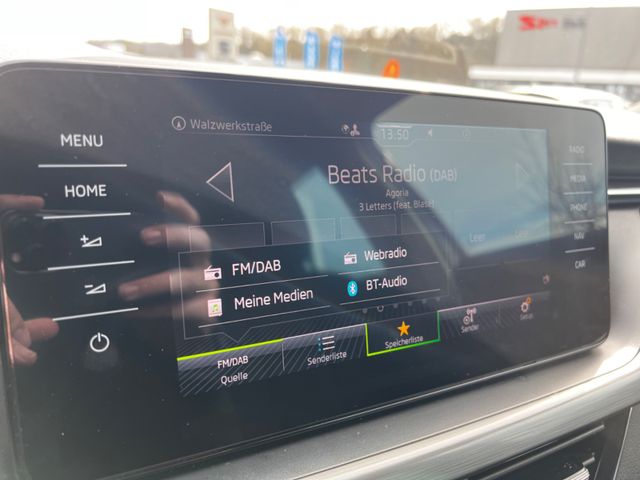 Walzwerkstraße
13:50
MENU
HOME
RADIO
MEDIA
PHONE
NAV
CAR
Beats Radio (DAB)
Agoria
3 Letters (feat. Blasé)
Leer
Leer
FM/DAB
Webradio
Meine Medien
BT-Audio
FM/DAB
Quelle
Senderliste
Speicherliste
Sender
Setup